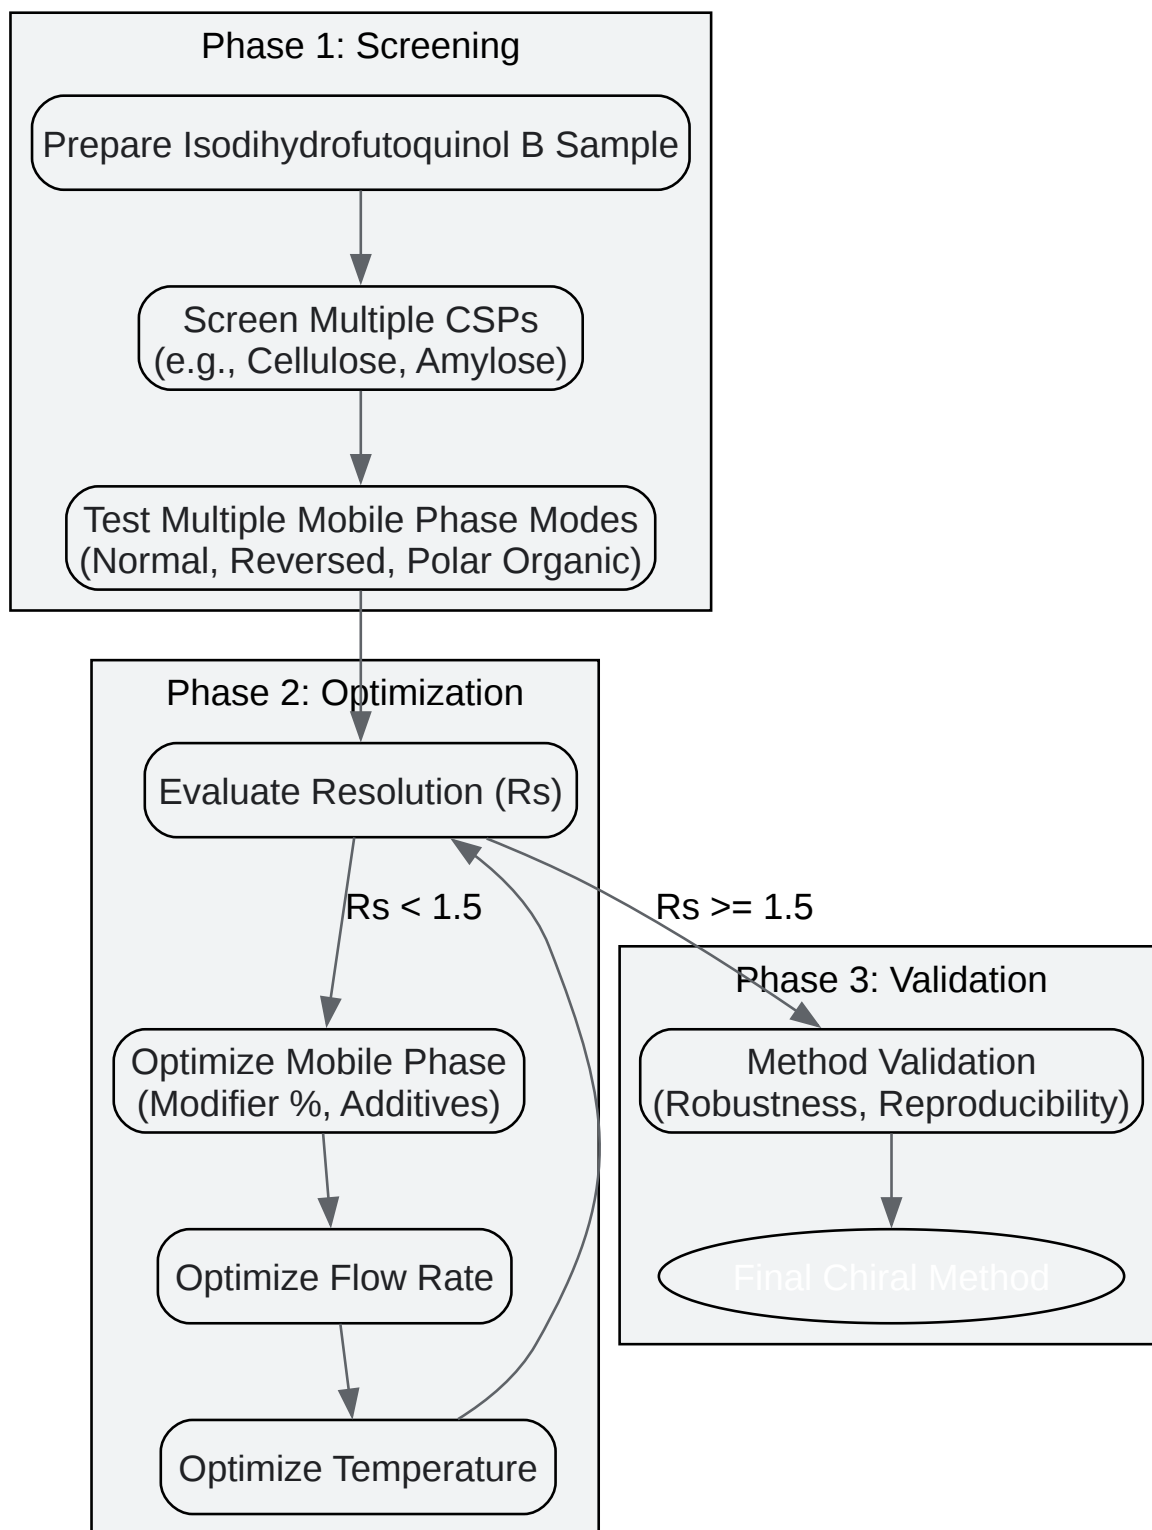 Phase 1: Screening
Prepare Isodihydrofutoquinol B Sample
Screen Multiple CSPs
(e.g., Cellulose, Amylose)
Test Multiple Mobile Phase Modes
(Normal, Reversed, Polar Organic)
Phase 2: Optimization
Evaluate Resolution (Rs)
Rs < 1.5
Rs >= 1.5
Phase 3: Validation
Optimize Mobile Phase
(Modifier %, Additives)
Method Validation
(Robustness, Reproducibility)
Optimize Flow Rate
Final Chiral Method
Optimize Temperature